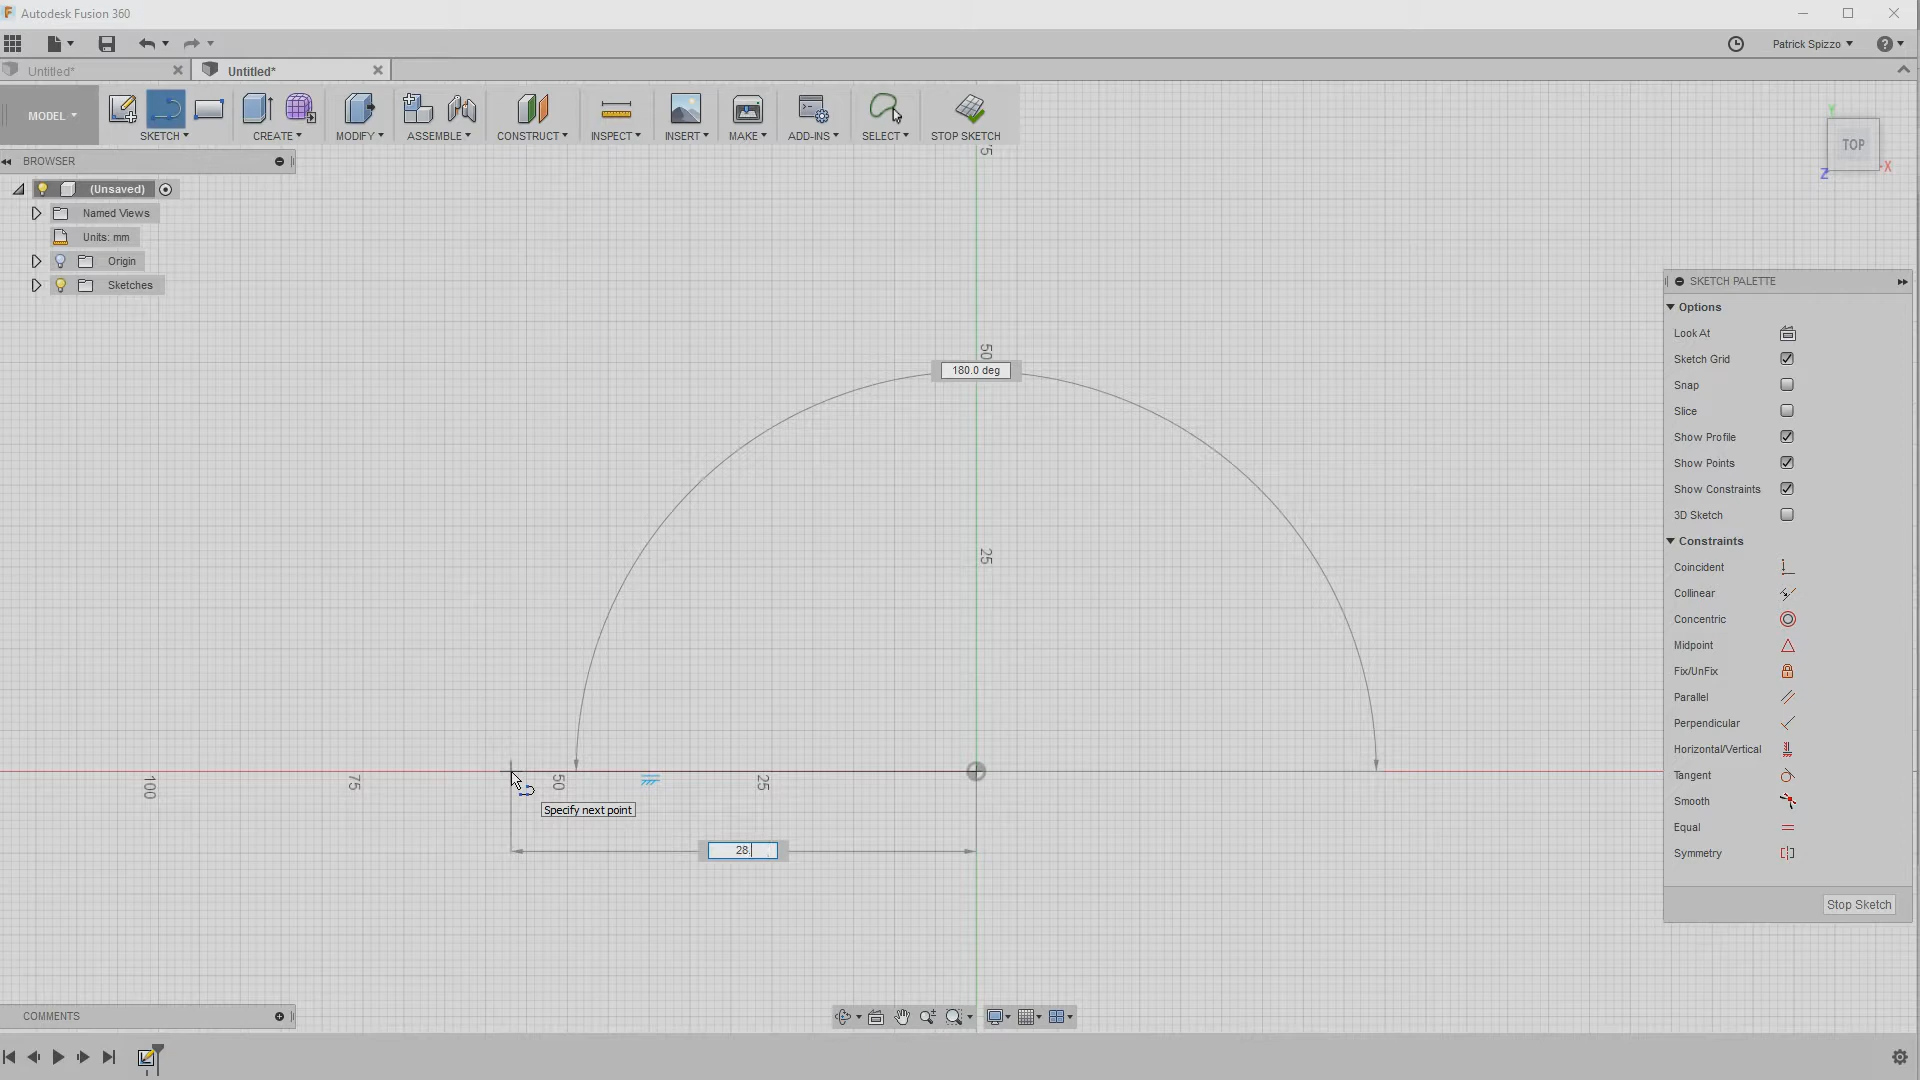 Autodesk Fusion 360
Patrick Spizzo
Untitled*
Untitled*
MODEL
SKETCH
CREATE
MODIFY
ASSEMBLE
CONSTRUCT
INSPECT
INSERT
MAKE
ADD-INS
SELECT
STOP SKETCH
BROWSER
(Unsaved)
Named Views
Units: mm
Origin
Sketches
TOP
Y
X
Z
5
50
180.0 deg
25
100
75
50
25
Specify next point
28.
SKETCH PALETTE
Options
Look At
Sketch Grid
Snap
Slice
Show Profile
Show Points
Show Constraints
3D Sketch
Constraints
Coincident
Collinear
Concentric
Midpoint
Fix/UnFix
Parallel
Perpendicular
Horizontal/Vertical
Tangent
Smooth
Equal
Symmetry
Stop Sketch
COMMENTS